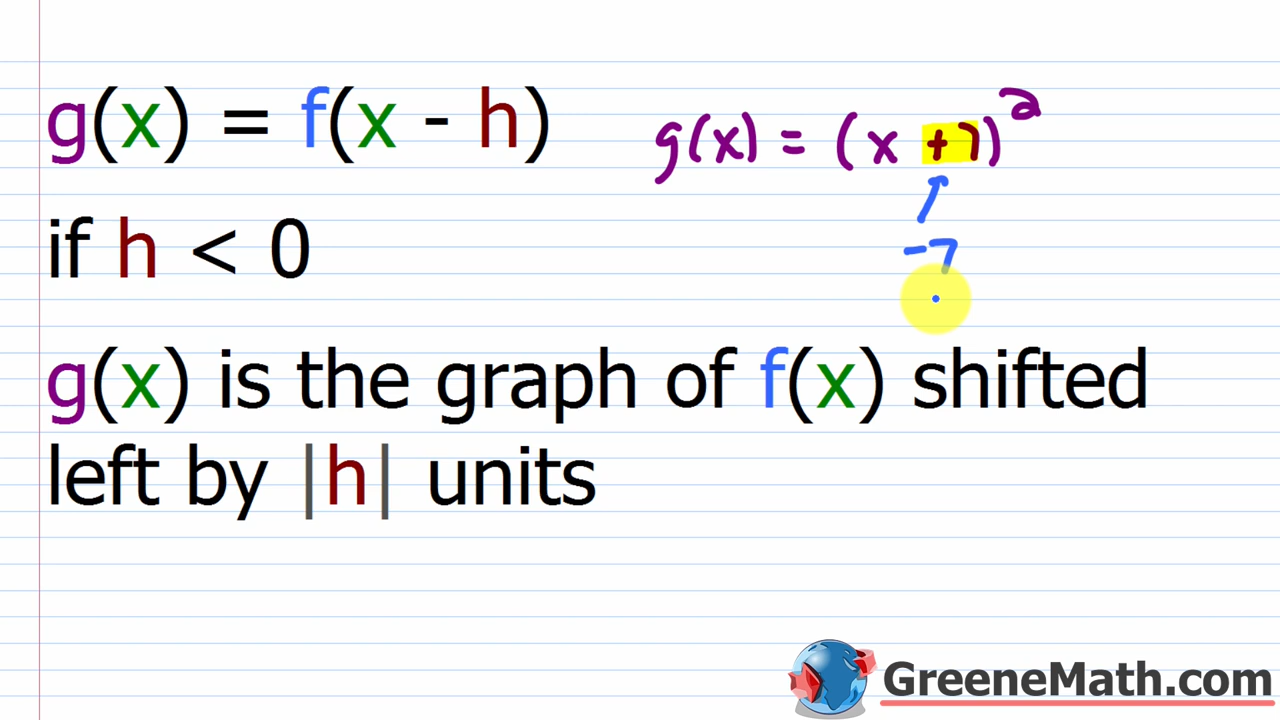 g(x) = f(x - h)
g(x) = (x +7)²
-7
if h < 0
g(x) is the graph of f(x) shifted
left by |h| units
GreeneMath.com